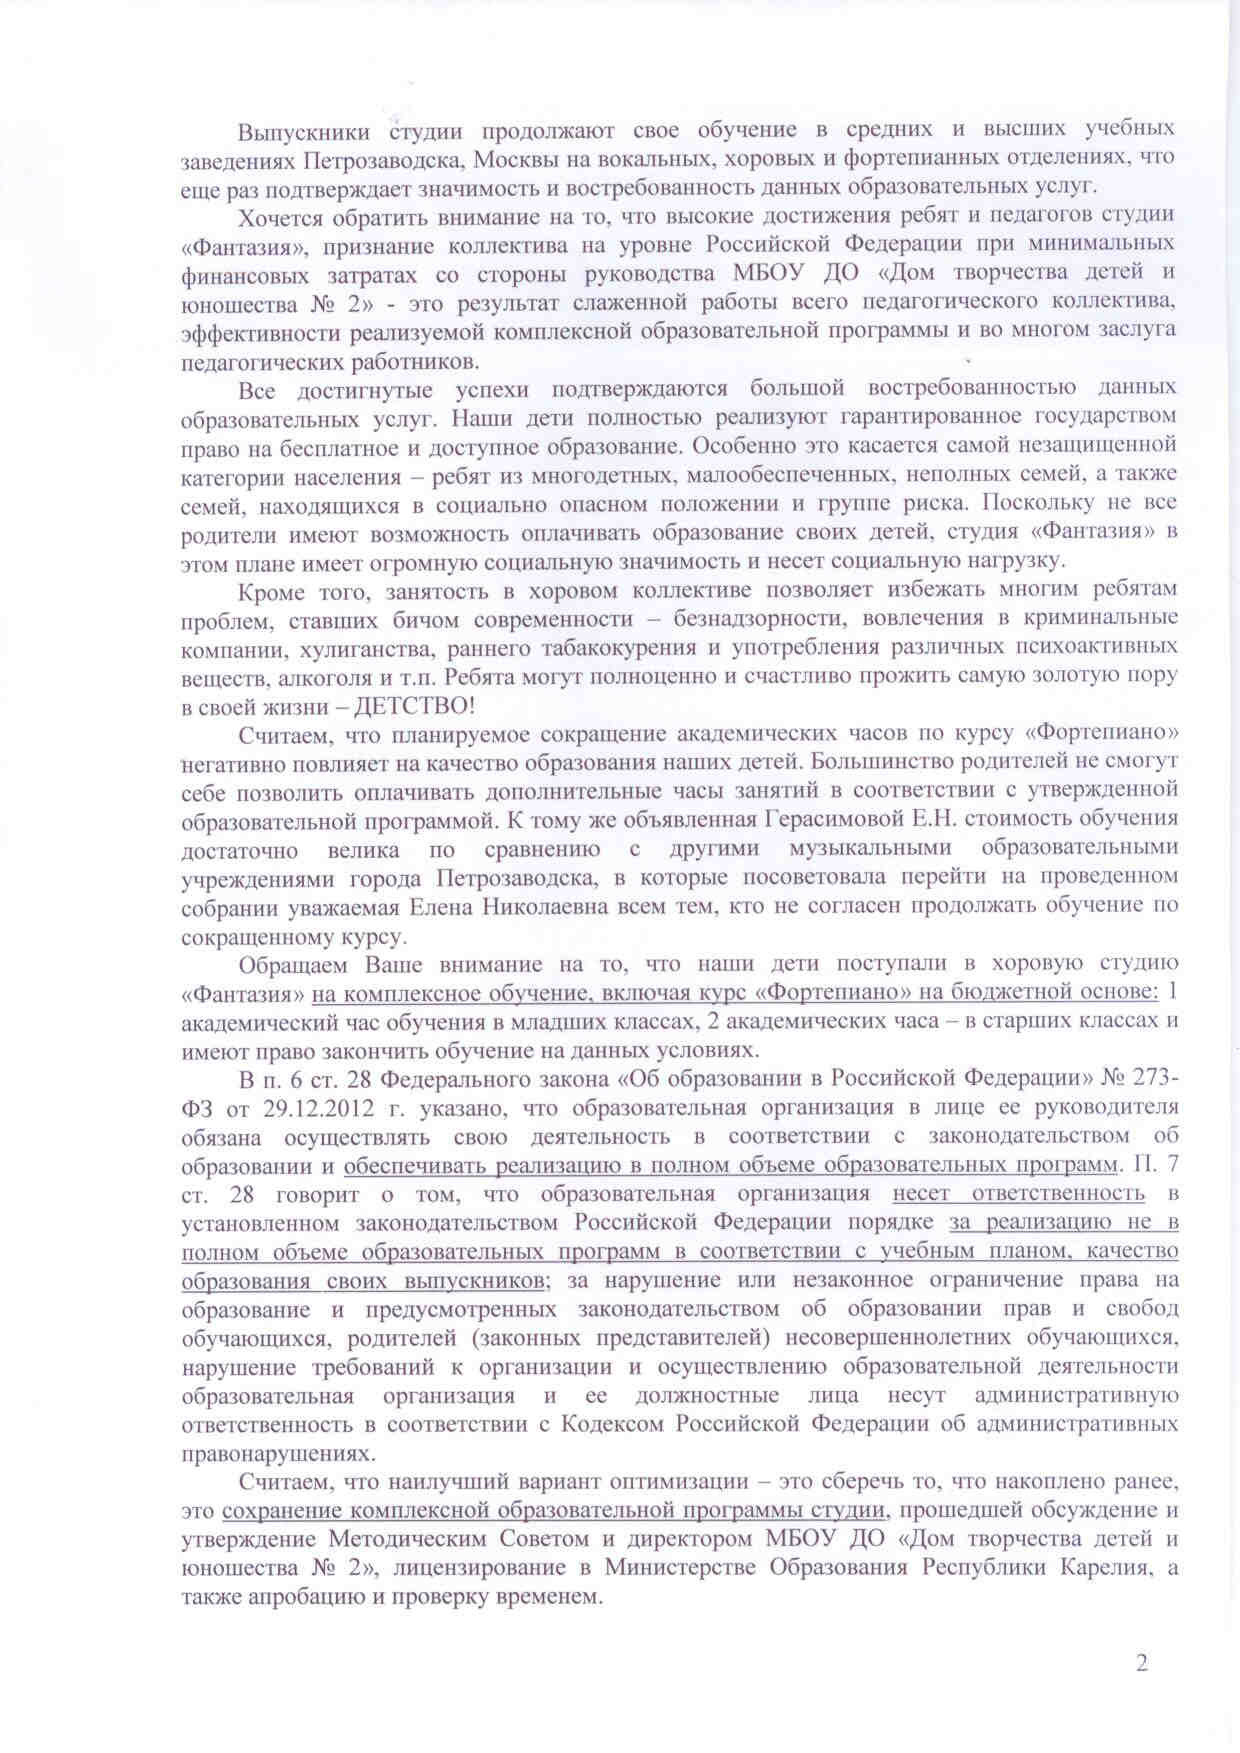 Выпускники студии продолжают свое обучение в средних и высших учебных
заведениях Петрозаводска, Москвы на вокальных, хоровых и фортепианных отделениях, что
еще раз подтверждает значимость и востребованность данных образовательных услуг.
Хочется обратить внимание на то, что высокие достижения ребят и педагогов студии
«Фантазия», признание коллектива на уровне Российской Федерации при минимальных
финансовых затратах со стороны руководства МБОУ ДО «Дом творчества детей и
юношества № 2» - это результат слаженной работы всего педагогического коллектива,
эффективности реализуемой комплексной образовательной программы и во многом заслуга
педагогических работников.
Все достигнутые успехи подтверждаются большой востребованностью данных
образовательных услуг. Наши дети полностью реализуют гарантированное государством
право на бесплатное и доступное образование. Особенно это касается самой незащищенной
категории населения – ребят из многодетных, малообеспеченных, неполных семей, а также
семей, находящихся в социально опасном положении и группе риска. Поскольку не все
родители имеют возможность оплачивать образование своих детей, студия «Фантазия» в
этом плане имеет огромную социальную значимость и несет социальную нагрузку.
Кроме того, занятость в хоровом коллективе позволяет избежать многим ребятам
проблем, ставших бичом современности – безнадзорности, вовлечения в криминальные
компании, хулиганства, раннего табакокурения и употребления различных психоактивных
веществ, алкоголя и т.п. Ребята могут полноценно и счастливо прожить самую золотую пору
в своей жизни – ДЕТСТВО!
Считаем, что планируемое сокращение академических часов по курсу «Фортепиано»
негативно повлияет на качество образования наших детей. Большинство родителей не смогут
себе позволить оплачивать дополнительные часы занятий в соответствии с утвержденной
образовательной программой. К тому же объявленная Герасимовой Е.Н. стоимость обучения
достаточно велика по сравнению с другими музыкальными образовательными
учреждениями города Петрозаводска, в которые посоветовала перейти на проведенном
собрании уважаемая Елена Николаевна всем тем, кто не согласен продолжать обучение по
сокращенному курсу.
Обращаем Ваше внимание на то, что наши дети поступали в хоровую студию
«Фантазия» на комплексное обучение, включая курс «Фортепиано» на бюджетной основе: 1
академический час обучения в младших классах, 2 академических часа – в старших классах и
имеют право закончить обучение на данных условиях.
В п. 6 ст. 28 Федерального закона «Об образовании в Российской Федерации» № 273-
ФЗ от 29.12.2012 г. указано, что образовательная организация в лице ее руководителя
обязана осуществлять свою деятельность в соответствии с законодательством об
образовании и обеспечивать реализацию в полном объеме образовательных программ. П. 7
ст. 28 говорит о том, что образовательная организация несет ответственность в
установленном законодательством Российской Федерации порядке за реализацию не в
полном объеме образовательных программ в соответствии с учебным планом, качество
образования своих выпускников; за нарушение или незаконное ограничение права на
образование и предусмотренных законодательством об образовании прав и свобод
обучающихся, родителей (законных представителей) несовершеннолетних обучающихся,
нарушение требований к организации и осуществлению образовательной деятельности
образовательная организация и ее должностные лица несут административную
ответственность в соответствии с Кодексом Российской Федерации об административных
правонарушениях.
Считаем, что наилучший вариант оптимизации – это сберечь то, что накоплено ранее,
это сохранение комплексной образовательной программы студии, прошедшей обсуждение и
утверждение Методическим Советом и директором МБОУ ДО «Дом творчества детей и
юношества № 2», лицензирование в Министерстве Образования Республики Карелия, а
также апробацию и проверку временем.
2